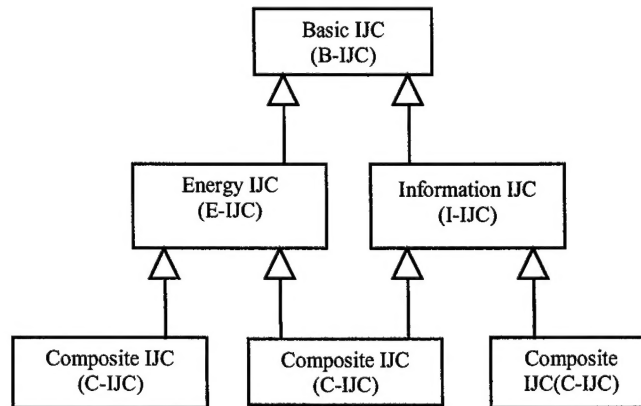 Basic IJC
(B-IJC)
Energy IJC
(E-IJC)
Information IJC
(I-IJC)
Composite IJC
(C-IJC)
Composite IJC
(C-IJC)
Composite
IJC(C-IJC)